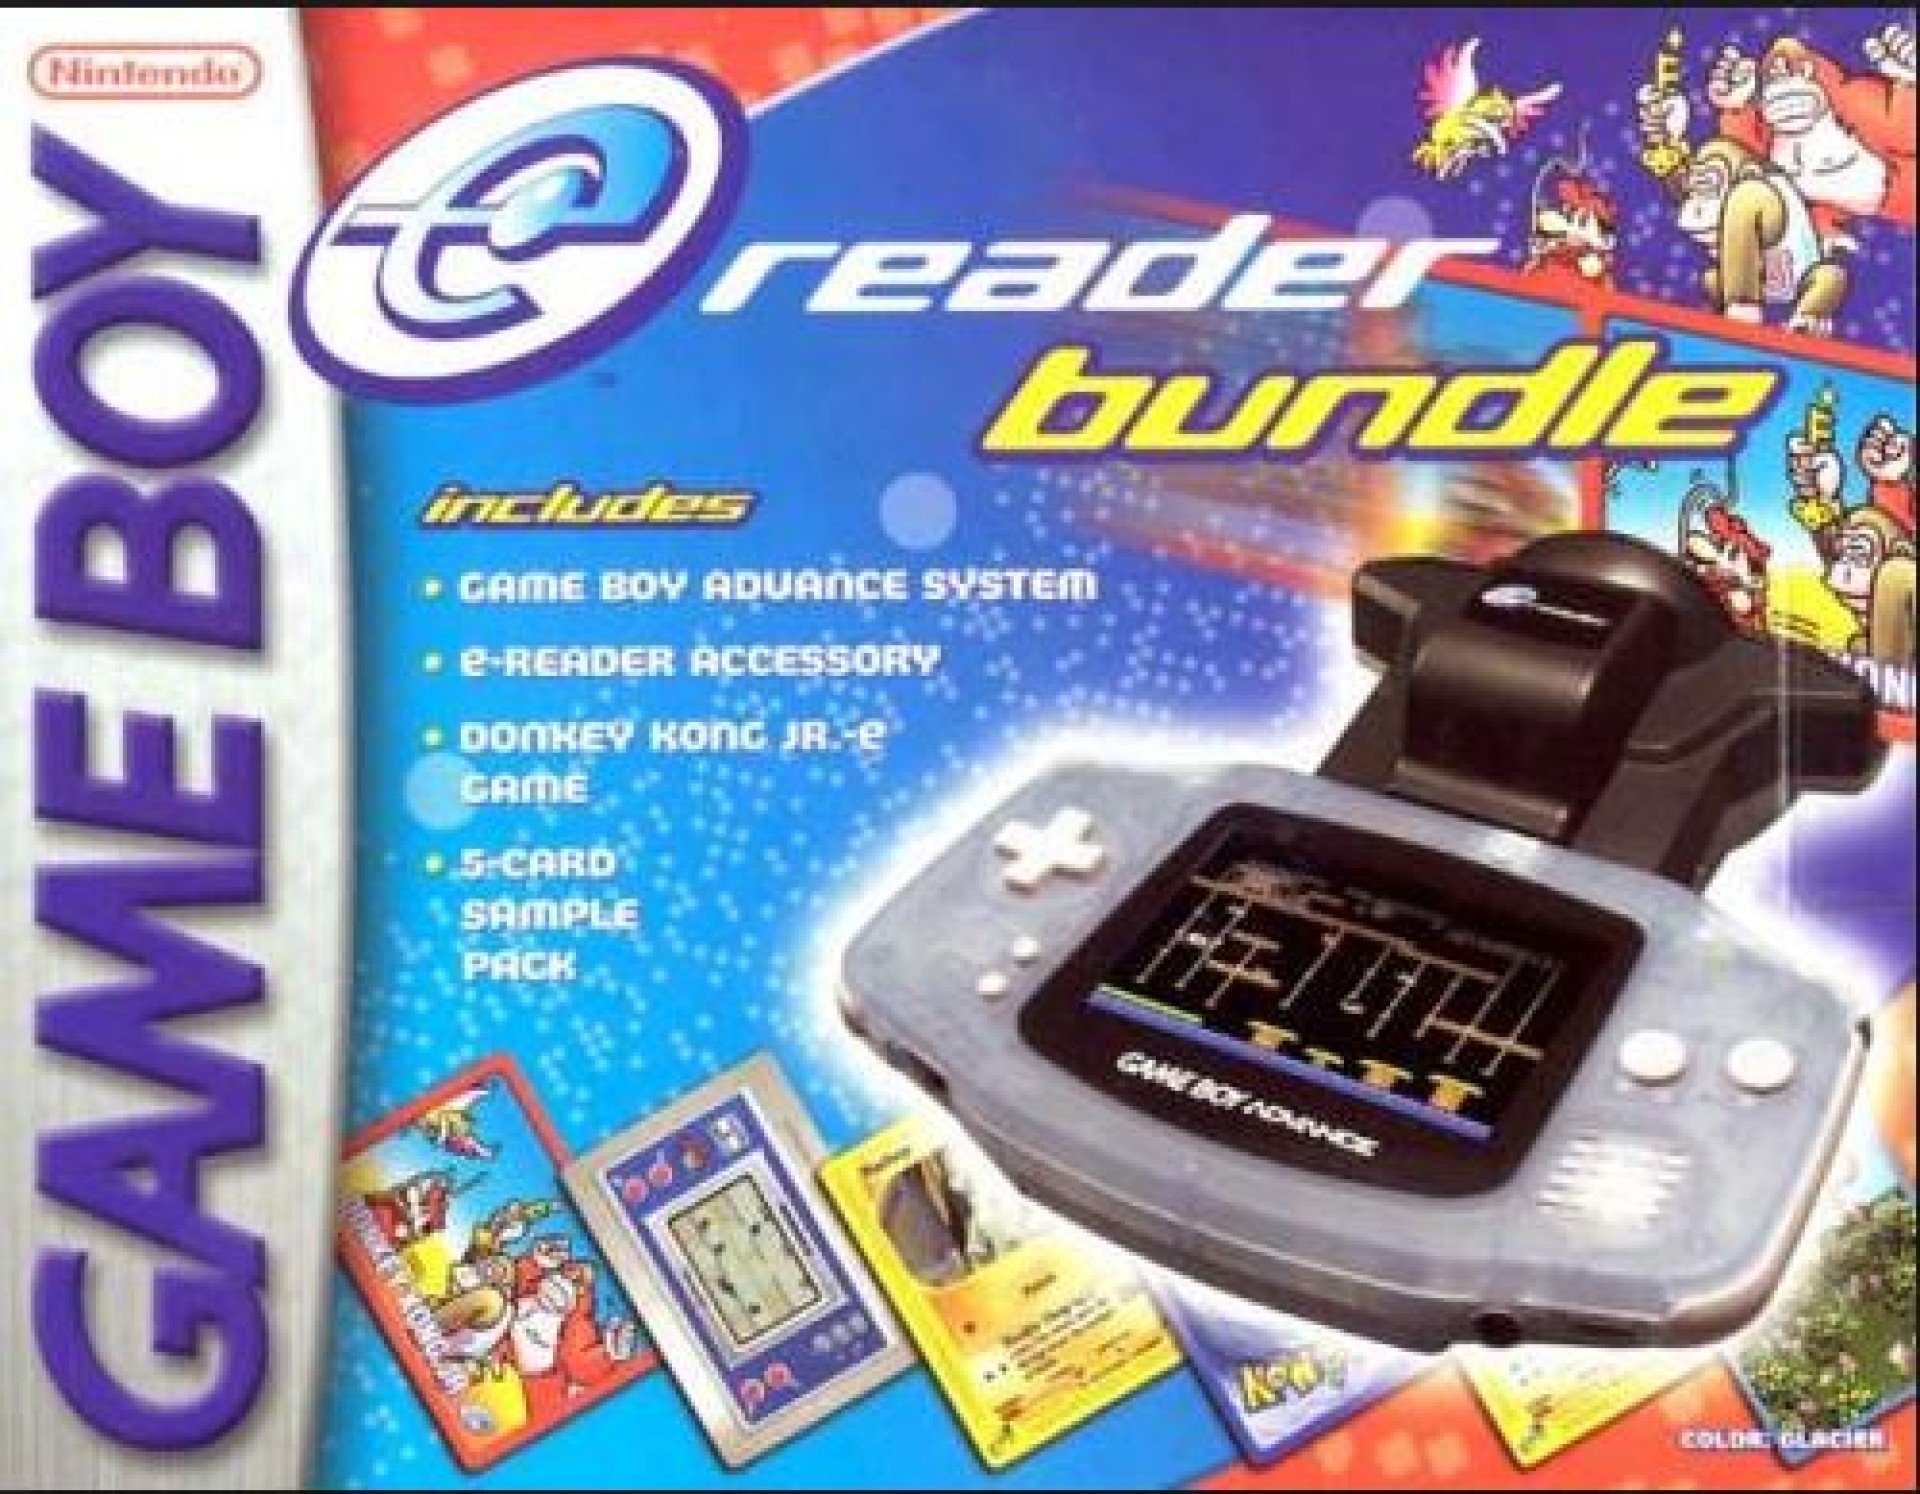 Nintendo
GAME BOY
e reader
bundle
includes
• GAME BOY ADVANCE SYSTEM
• e-READER ACCESSORY
• DONKEY KONG JR.-e
GAME
• 5-CARD
SAMPLE
PACK
GAME BOY ADVANCE
COLOR: GLACIER